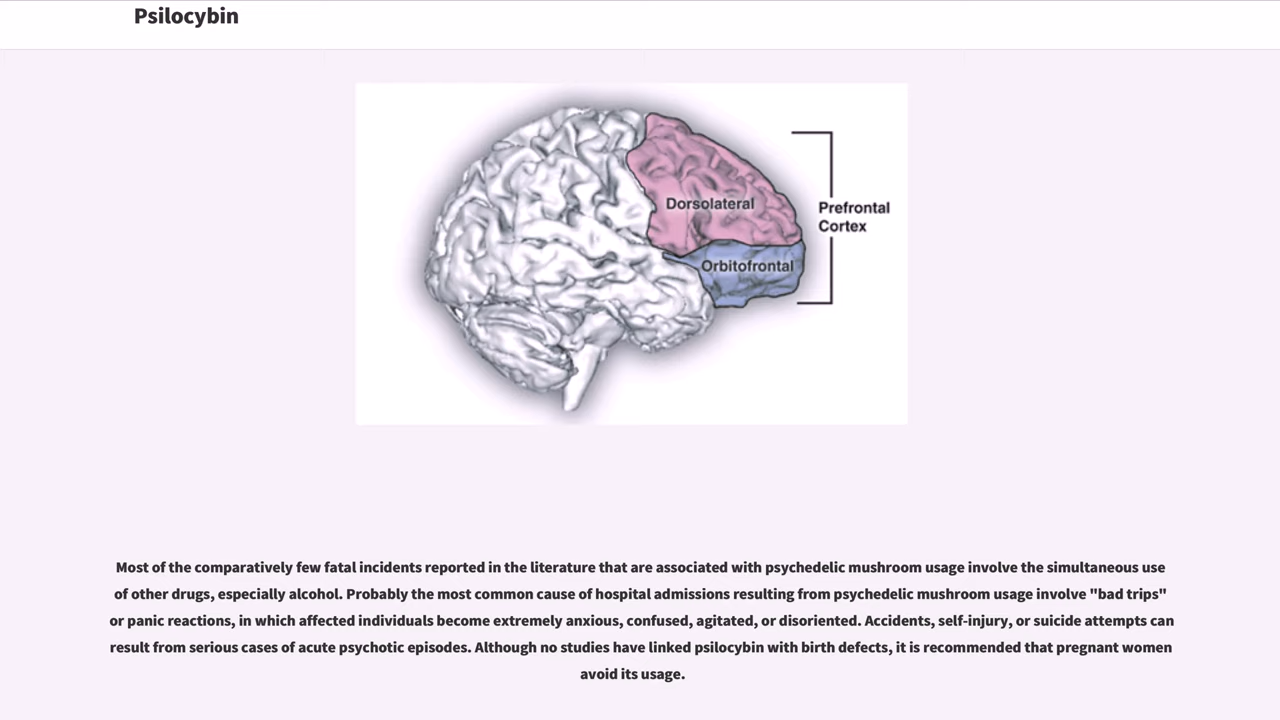 Psilocybin
Dorsolateral
Prefrontal
Cortex
Orbitofrontal
Most of the comparatively few fatal incidents reported in the literature that are associated with psychedelic mushroom usage involve the simultaneous use
of other drugs, especially alcohol. Probably the most common cause of hospital admissions resulting from psychedelic mushroom usage involve "bad trips"
or panic reactions, in which affected individuals become extremely anxious, confused, agitated, or disoriented. Accidents, self-injury, or suicide attempts can
result from serious cases of acute psychotic episodes. Although no studies have linked psilocybin with birth defects, it is recommended that pregnant women
avoid its usage.